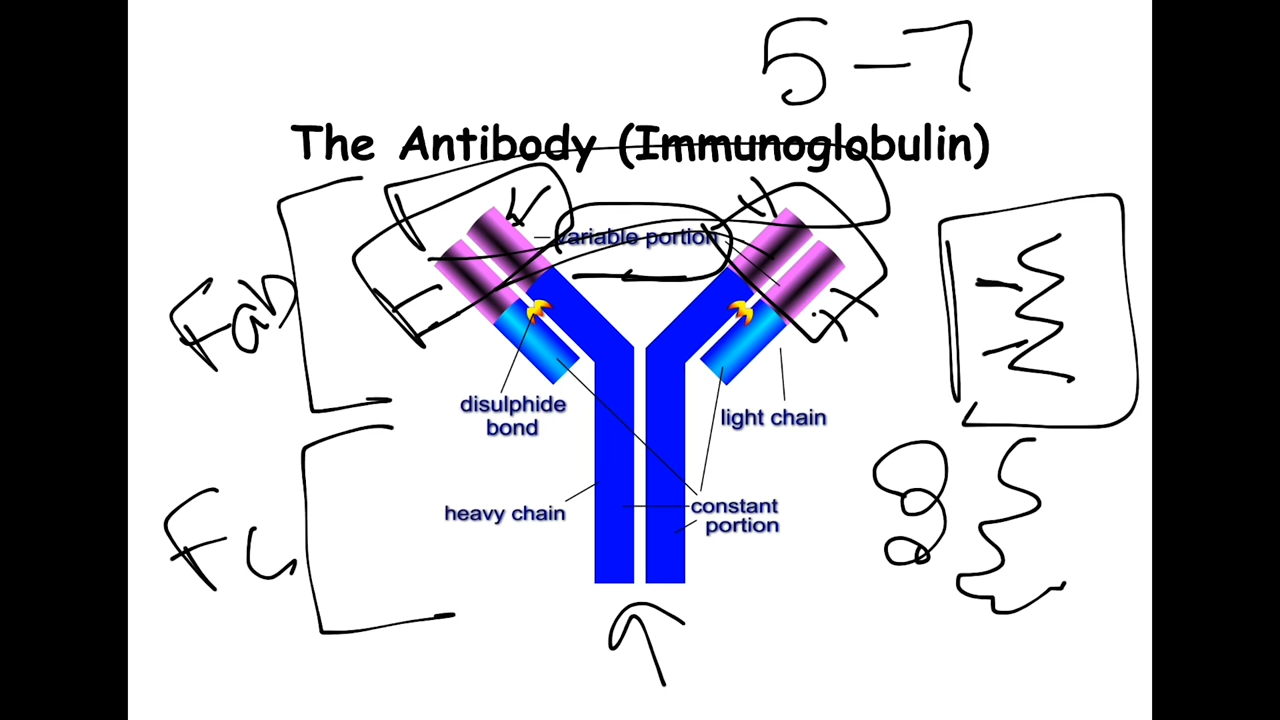 5-7
The Antibody (Immunoglobulin)
variable portion
Fab
disulphide
bond
light chain
heavy chain
constant
portion
Fc